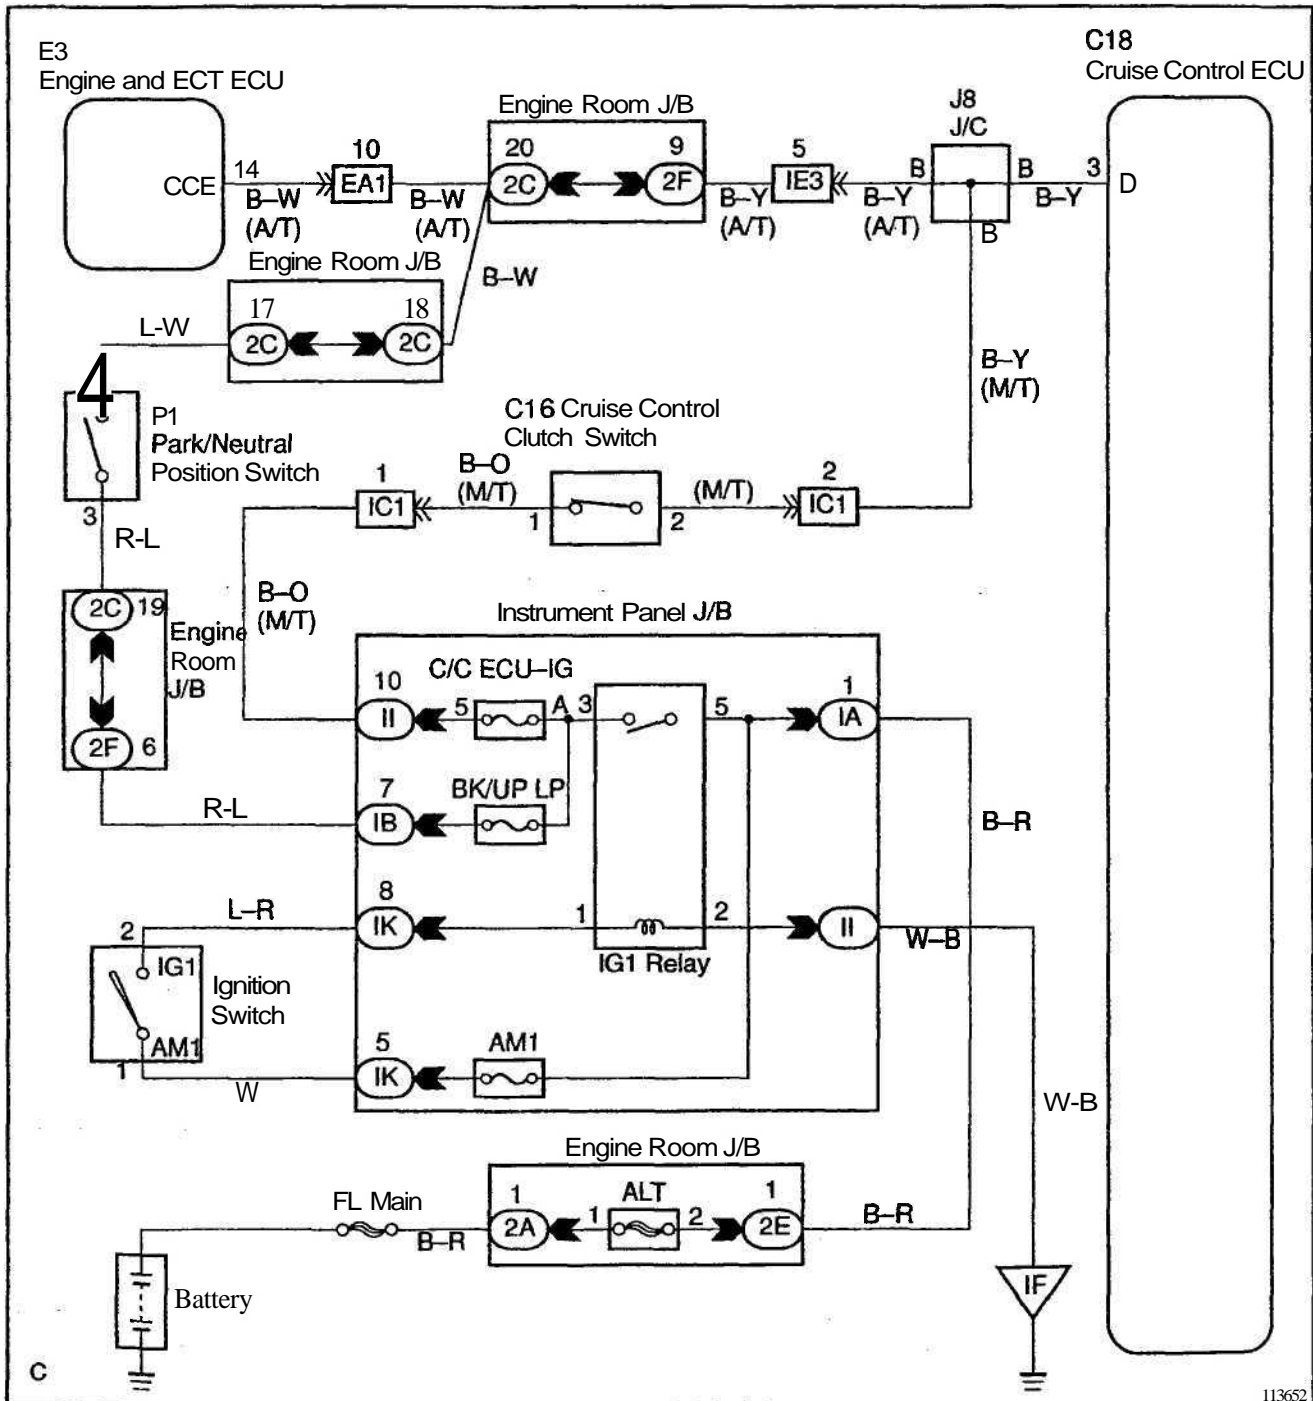 E3
Engine and ECT ECU
C18
Cruise Control ECU
Engine Room J/B
J8
J/C
CCE
14
B–W
(A/T)
10
EA1
B–W
(A/T)
20
2C
9
2F
B–Y
(A/T)
5
IE3
B
B–Y
(A/T)
B
B
B–Y
3
D
Engine Room J/B
B–W
L-W
17
2C
18
2C
B–Y
(M/T)
4
P1
Park/Neutral
Position Switch
3
R-L
C16 Cruise Control
Clutch Switch
1
IC1
B–O
(M/T)
1
2
(M/T)
2
IC1
B–O
(M/T)
2C
19
Engine
Room
J/B
2F
6
R-L
Instrument Panel J/B
C/C ECU–IG
10
II
5
A
3
5
1
IA
7
IB
BK/UP LP
B–R
L–R
8
IK
1
2
II
W–B
IG1 Relay
2
IG1
Ignition
Switch
AM1
1
W
5
IK
AM1
W-B
Engine Room J/B
FL Main
B–R
1
2A
1
ALT
2
1
2E
B–R
Battery
IF
C
113652